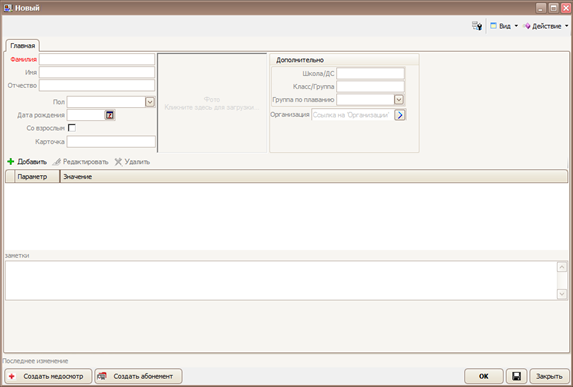 Новый
Вид Действие
Главная
Фамилия
Имя
Отчество
Пол
Дата рождения
Со взрослым
Карточка
Фото
Кликните здесь для загрузки...
Дополнительно
Школа/ДС
Класс/Группа
Группа по плаванию
Организация Ссылка на 'Организации'
Добавить Редактировать Удалить
Параметр Значение
заметки
Последнее изменение
Создать медосмотр Создать абонемент OK Закрыть